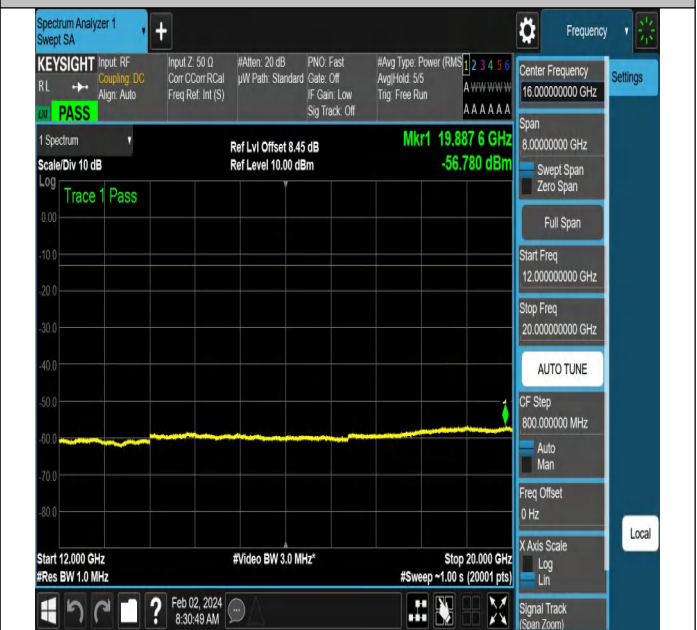 Spectrum Analyzer 1
Swept SA
+
Frequency
KEYSIGHT
RL
Input: RF
Coupling: DC
Align: Auto
Input Z: 50 Ω
Corr CCorr RCal
Freq Ref: Int (S)
#Atten: 20 dB
µW Path: Standard
PNO: Fast
Gate: Off
IF Gain: Low
Sig Track: Off
#Avg Type: Power (RMS
Avg|Hold: 5/5
Trig: Free Run
1 2 3 4 5 6
A W W W W W
A A A A A A
PASS
1 Spectrum
Scale/Div 10 dB
Log
Ref Lvl Offset 8.45 dB
Ref Level 10.00 dBm
Mkr1 19.887 6 GHz
-56.780 dBm
Trace 1 Pass
0.00
-10.0
-20.0
-30.0
-40.0
-50.0
-60.0
-70.0
-80.0
1
Start 12.000 GHz
#Res BW 1.0 MHz
#Video BW 3.0 MHz*
Stop 20.000 GHz
#Sweep ~1.00 s (20001 pts)
Center Frequency
16.000000000 GHz
Settings
Span
8.00000000 GHz
Swept Span
Zero Span
Full Span
Start Freq
12.000000000 GHz
Stop Freq
20.000000000 GHz
AUTO TUNE
CF Step
800.000000 MHz
Auto
Man
Freq Offset
0 Hz
X Axis Scale
Log
Lin
Local
Signal Track
(Span Zoom)
?
Feb 02, 2024
8:30:49 AM